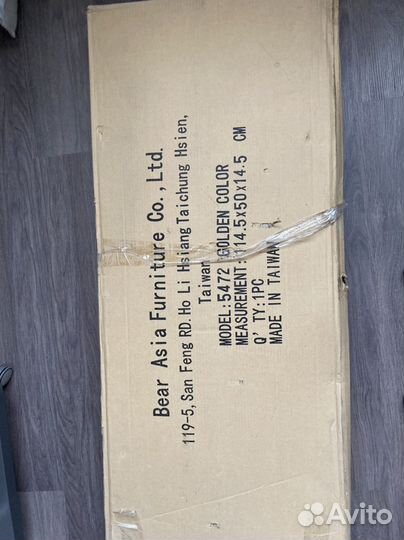 Bear Asia Furniture Co.,Ltd.
119-5, San Feng RD. Ho Li Hsiang Taichung Hsien,
Taiwan
MODEL:5472 GOLDEN COLOR
MEASUREMENT:114.5x50x14.5 CM
Q' TY:1PC
MADE IN TAIWAN
Avito